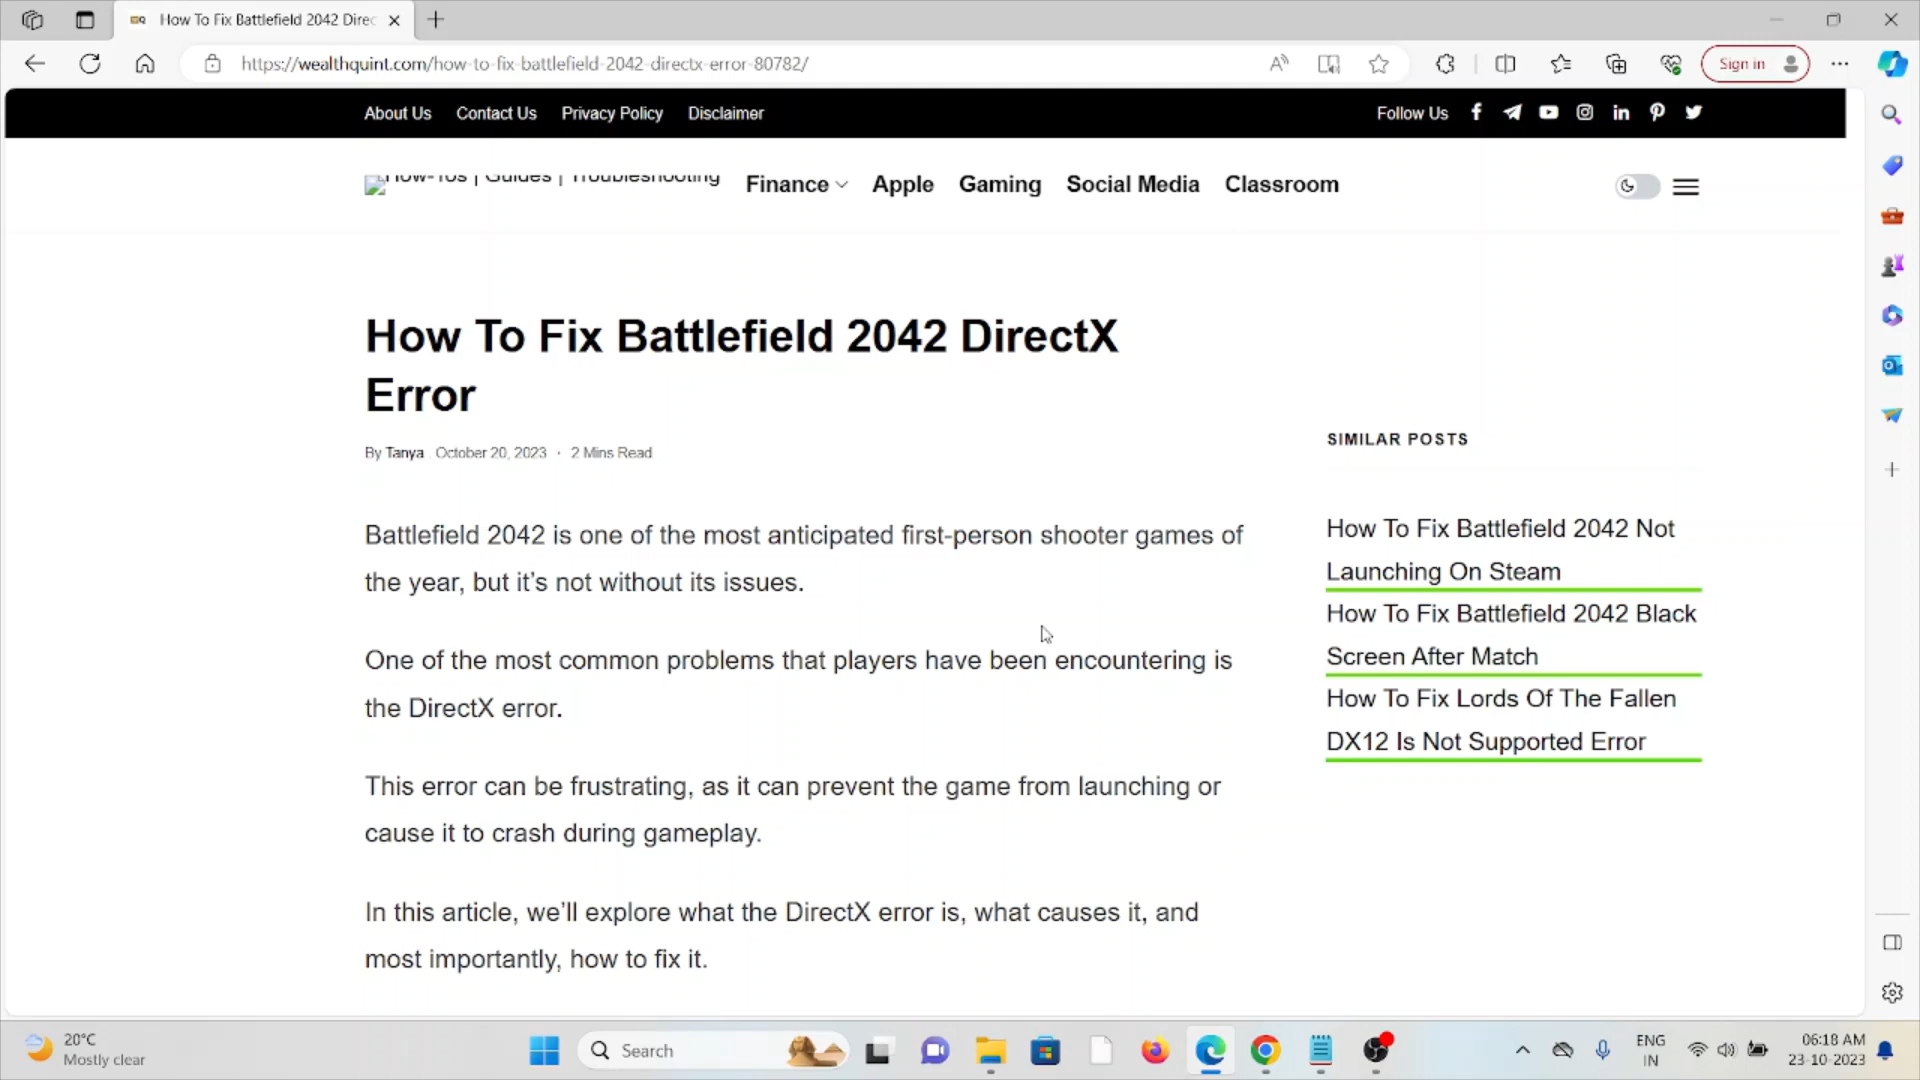 How To Fix Battlefield 2042 Direc
https://wealthquint.com/how-to-fix-battlefield-2042-directx-error-80782/
Sign in
About Us Contact Us Privacy Policy Disclaimer Follow Us
How-Tos | Guides | Troubleshooting Finance Apple Gaming Social Media Classroom
How To Fix Battlefield 2042 DirectX
Error
By Tanya October 20, 2023 · 2 Mins Read
Battlefield 2042 is one of the most anticipated first-person shooter games of
the year, but it’s not without its issues.
One of the most common problems that players have been encountering is
the DirectX error.
This error can be frustrating, as it can prevent the game from launching or
cause it to crash during gameplay.
In this article, we’ll explore what the DirectX error is, what causes it, and
most importantly, how to fix it.
SIMILAR POSTS
How To Fix Battlefield 2042 Not
Launching On Steam
How To Fix Battlefield 2042 Black
Screen After Match
How To Fix Lords Of The Fallen
DX12 Is Not Supported Error
20°C
Mostly clear
Search
ENG
IN
06:18 AM
23-10-2023